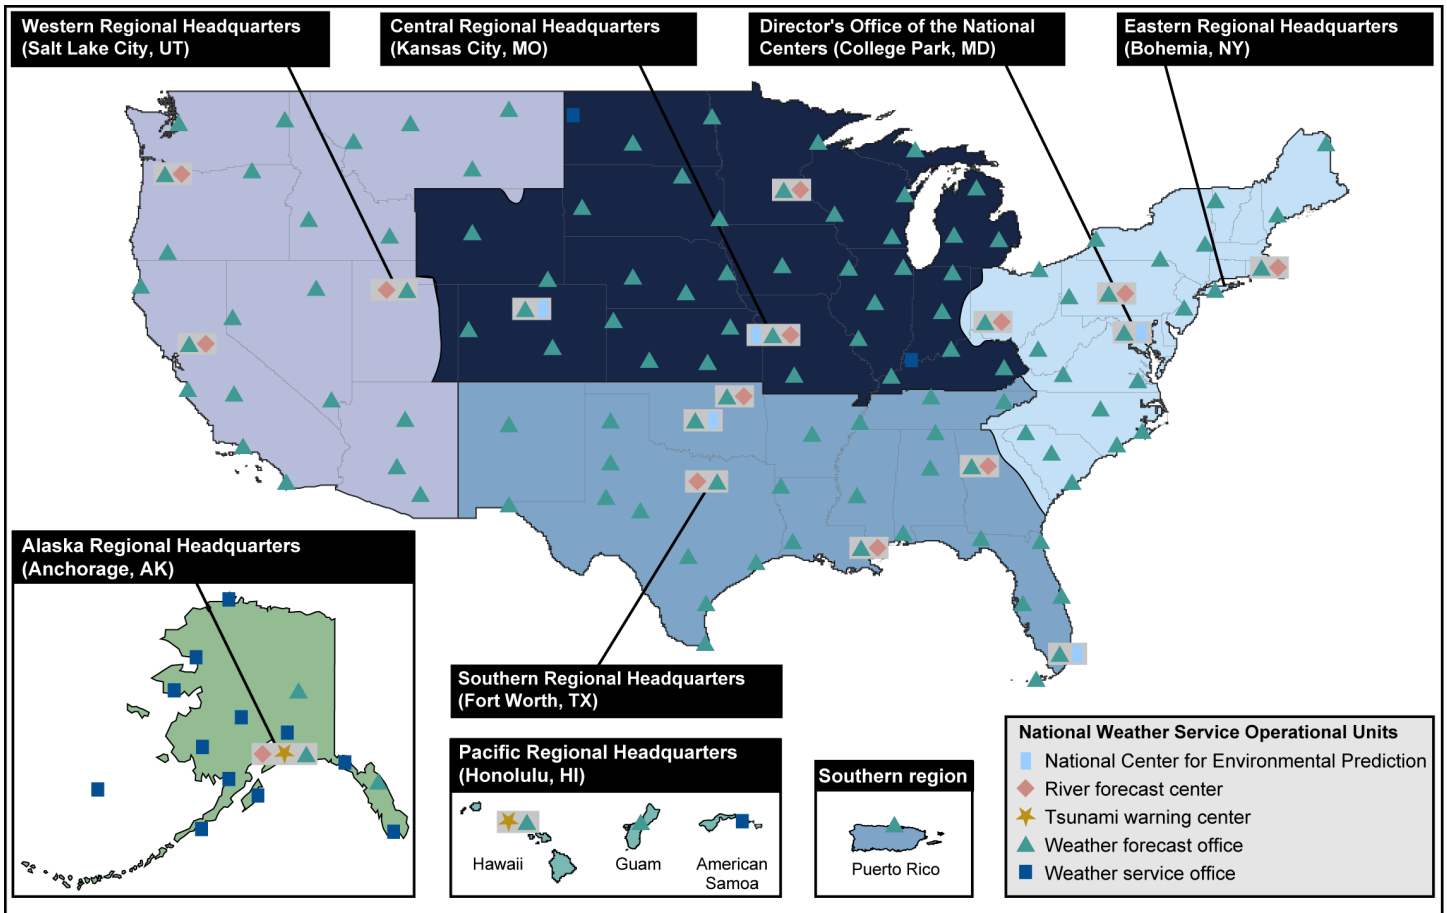 Western Regional Headquarters
(Salt Lake City, UT)
Central Regional Headquarters
(Kansas City, MO)
Director's Office of the National
Centers (College Park, MD)
Eastern Regional Headquarters
(Bohemia, NY)
Alaska Regional Headquarters
(Anchorage, AK)
Southern Regional Headquarters
(Fort Worth, TX)
Pacific Regional Headquarters
(Honolulu, HI)
Hawaii
Guam
American
Samoa
Southern region
Puerto Rico
National Weather Service Operational Units
National Center for Environmental Prediction
River forecast center
Tsunami warning center
Weather forecast office
Weather service office